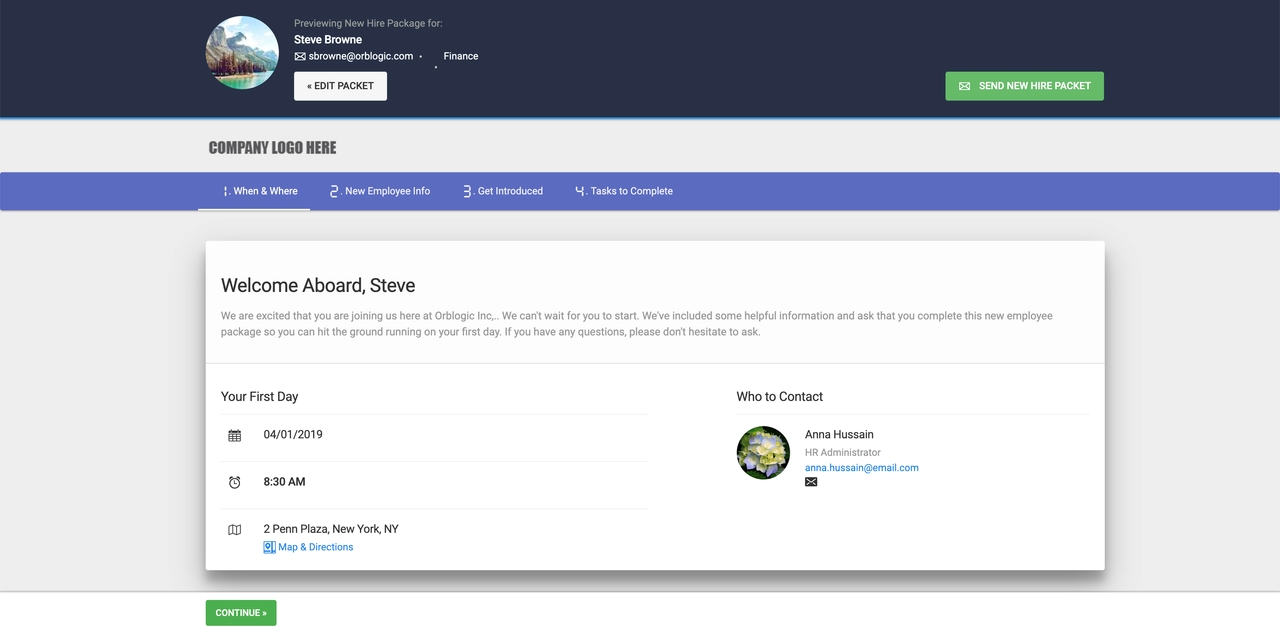 Previewing New Hire Package for:
Steve Browne
sbrowne@orblogic.com • • Finance
« EDIT PACKET
SEND NEW HIRE PACKET
COMPANY LOGO HERE
1. When & Where
2. New Employee Info
3. Get Introduced
4. Tasks to Complete
Welcome Aboard, Steve
We are excited that you are joining us here at Orblogic Inc,.. We can't wait for you to start. We've included some helpful information and ask that you complete this new employee
package so you can hit the ground running on your first day. If you have any questions, please don't hesitate to ask.
Your First Day
04/01/2019
8:30 AM
2 Penn Plaza, New York, NY
Map & Directions
Who to Contact
Anna Hussain
HR Administrator
anna.hussain@email.com
CONTINUE »